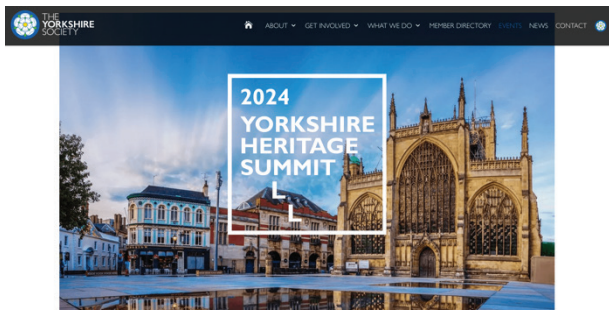 THE
YORKSHIRE
SOCIETY
ABOUT GET INVOLVED WHAT WE DO MEMBER DIRECTORY EVENTS NEWS CONTACT
2024
YORKSHIRE
HERITAGE
SUMMIT